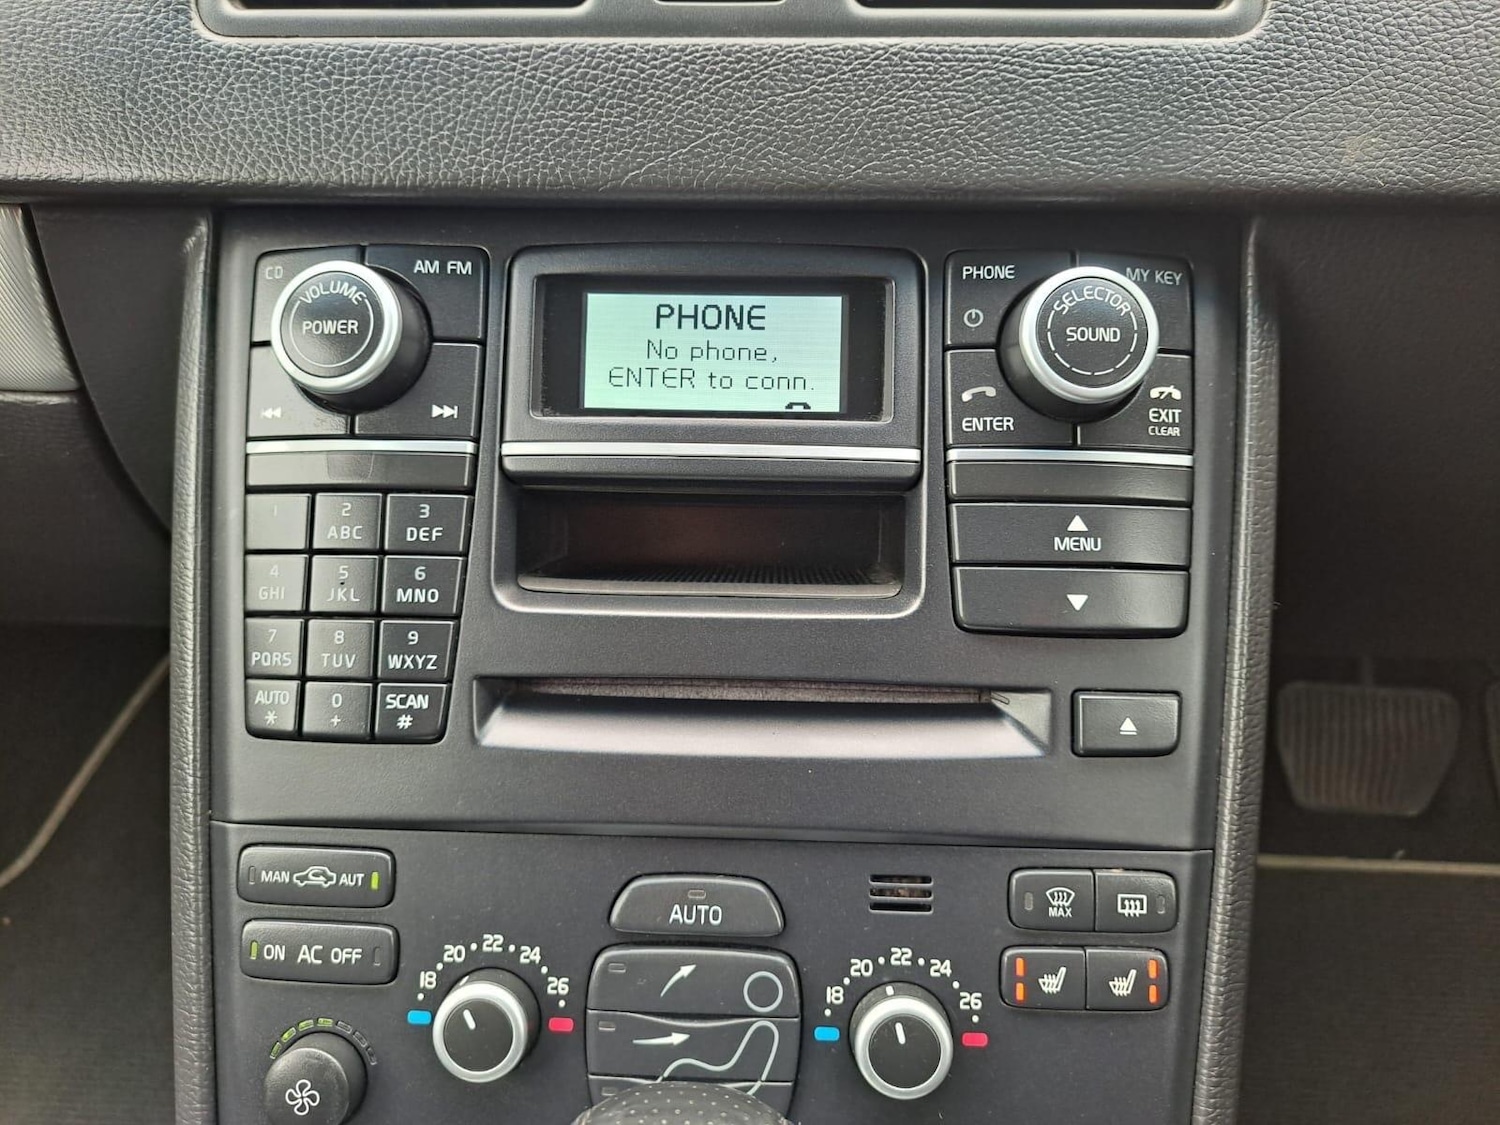 CD
AM FM
VOLUME
POWER
PHONE
No phone,
ENTER to conn.
PHONE
MY KEY
SELECTOR
SOUND
ENTER
EXIT
CLEAR
MENU
1
2
ABC
3
DEF
4
GHI
5
JKL
6
MNO
7
PQRS
8
TUV
9
WXYZ
AUTO
*
0
+
SCAN
#
MAN AUT
ON AC OFF
AUTO
MAX
18 20 22 24 26
18 20 22 24 26